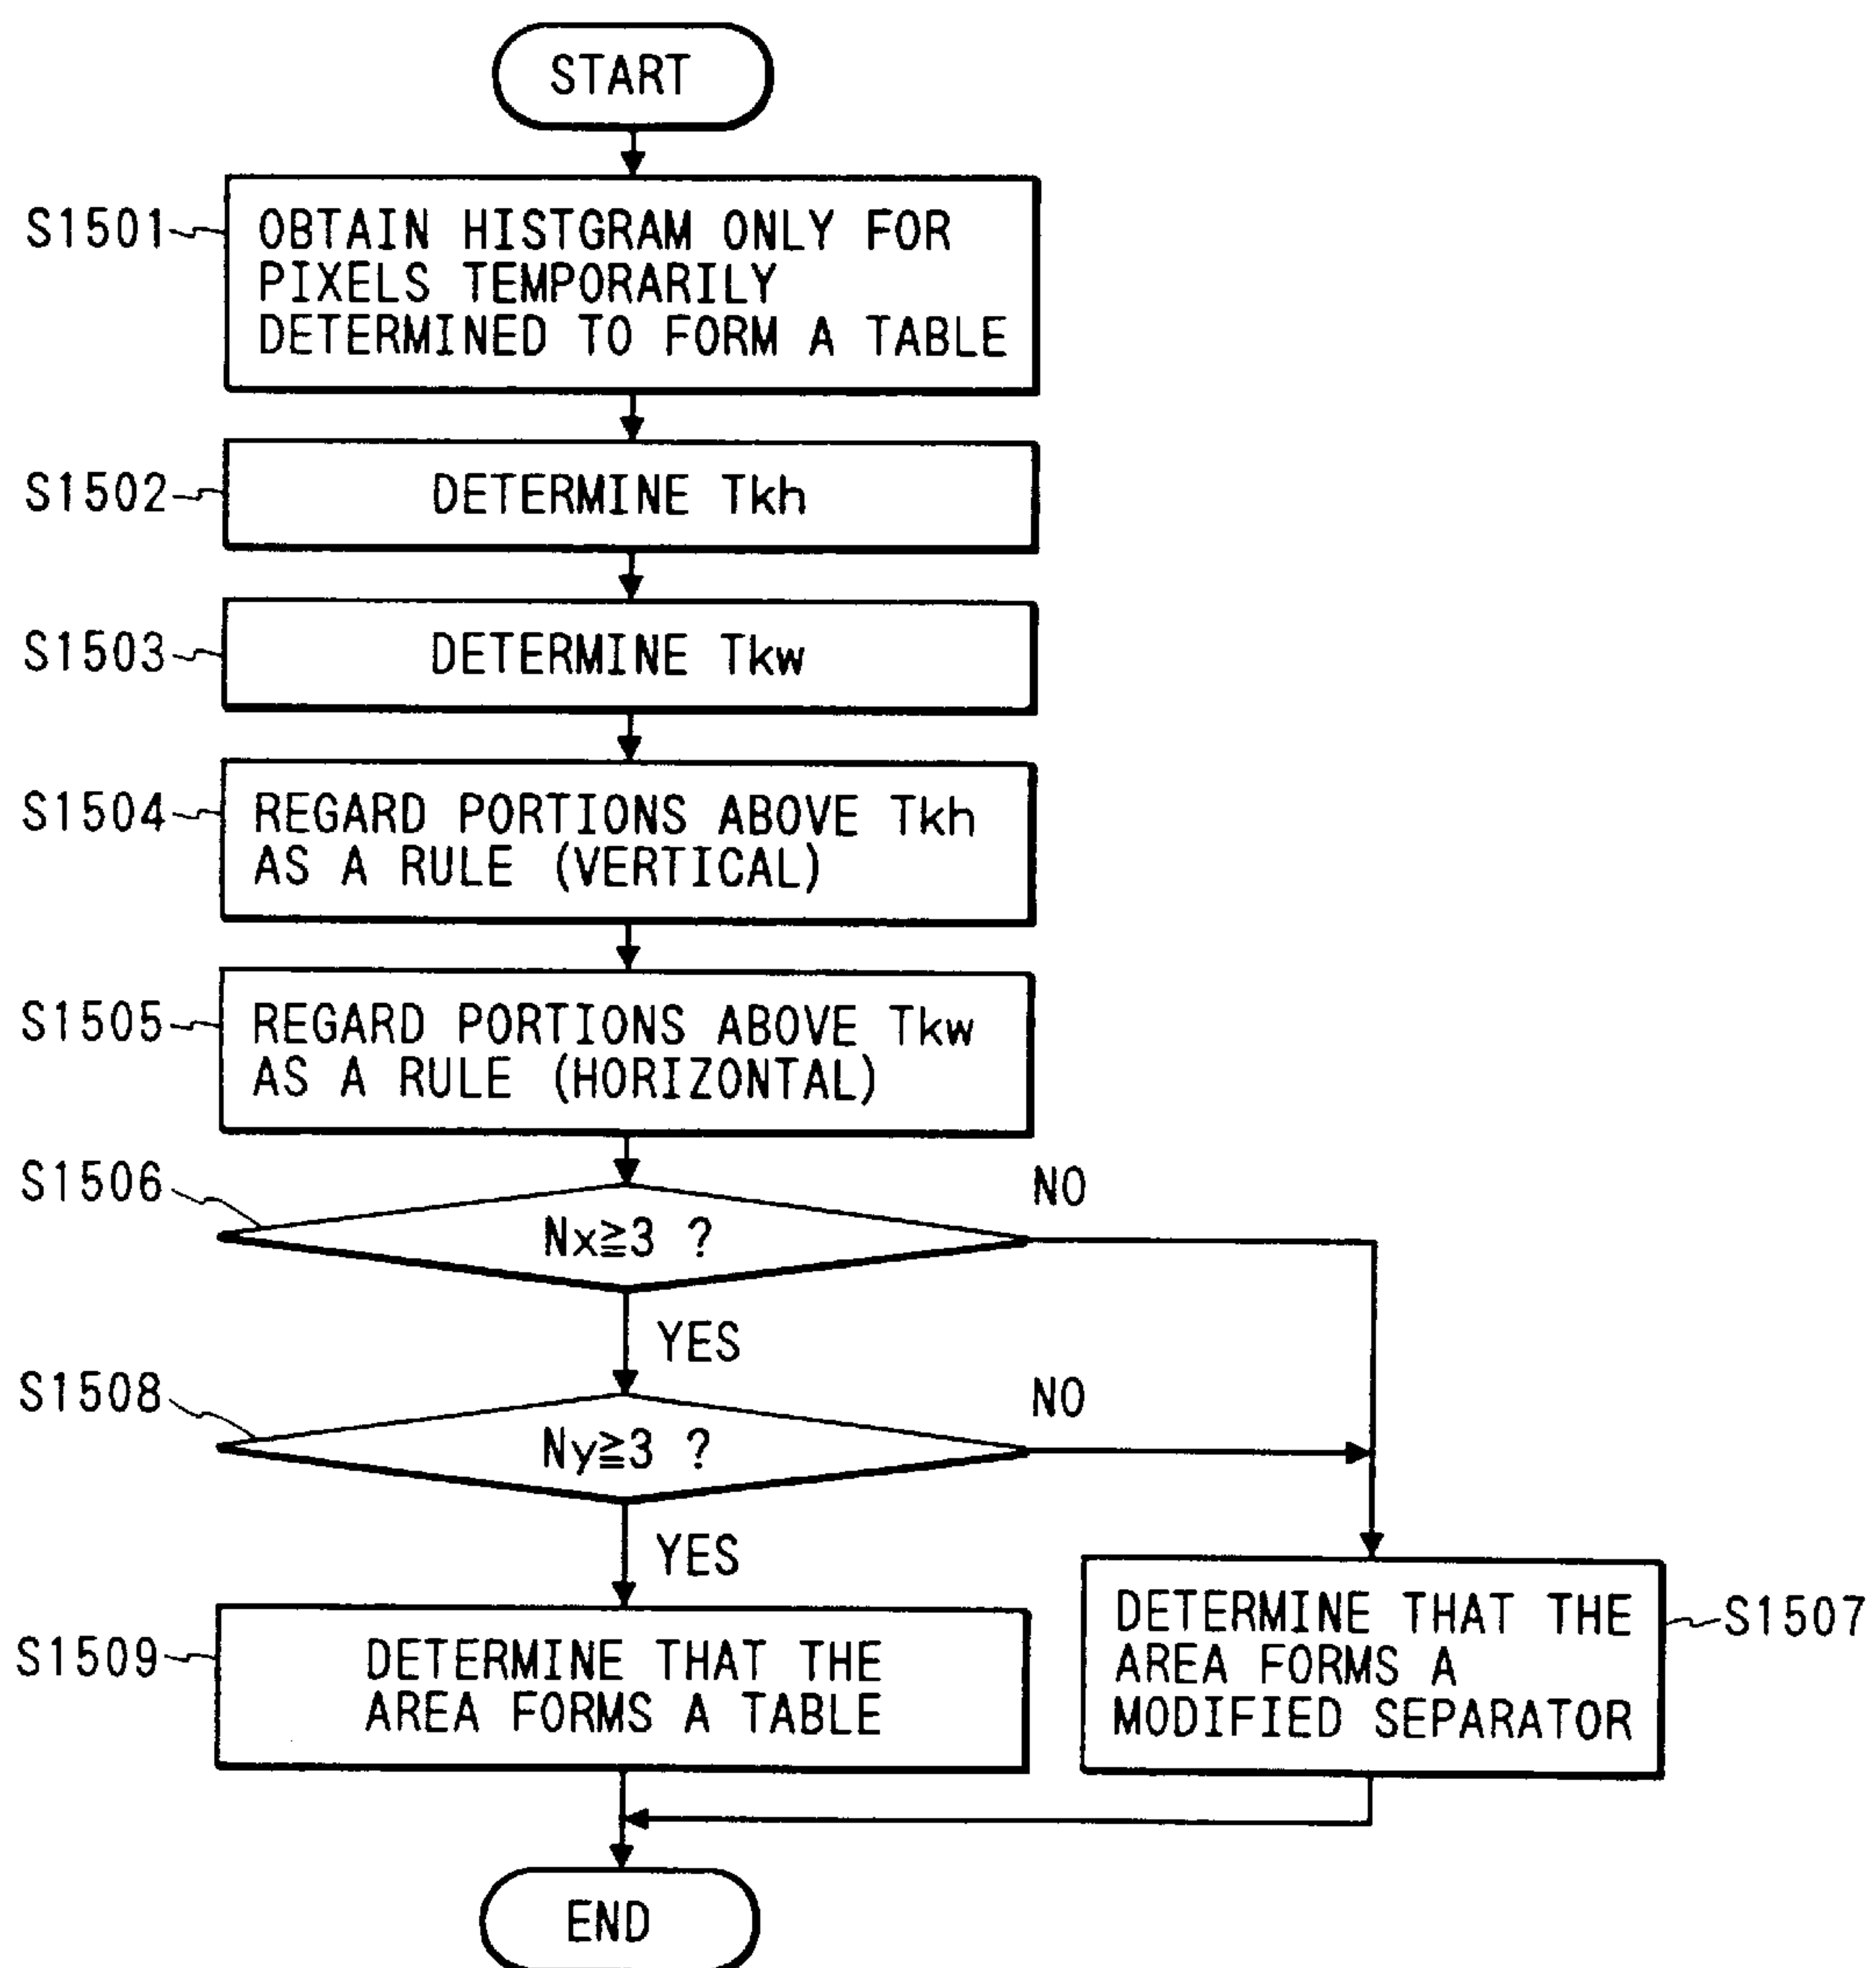 START
S1501
OBTAIN HISTGRAM ONLY FOR
PIXELS TEMPORARILY
DETERMINED TO FORM A TABLE
S1502
DETERMINE Tkh
S1503
DETERMINE Tkw
S1504
REGARD PORTIONS ABOVE Tkh
AS A RULE (VERTICAL)
S1505
REGARD PORTIONS ABOVE Tkw
AS A RULE (HORIZONTAL)
S1506
Nx≧3 ?
NO
YES
S1508
Ny≧3 ?
NO
YES
S1509
DETERMINE THAT THE
AREA FORMS A TABLE
DETERMINE THAT THE
AREA FORMS A
MODIFIED SEPARATOR
S1507
END